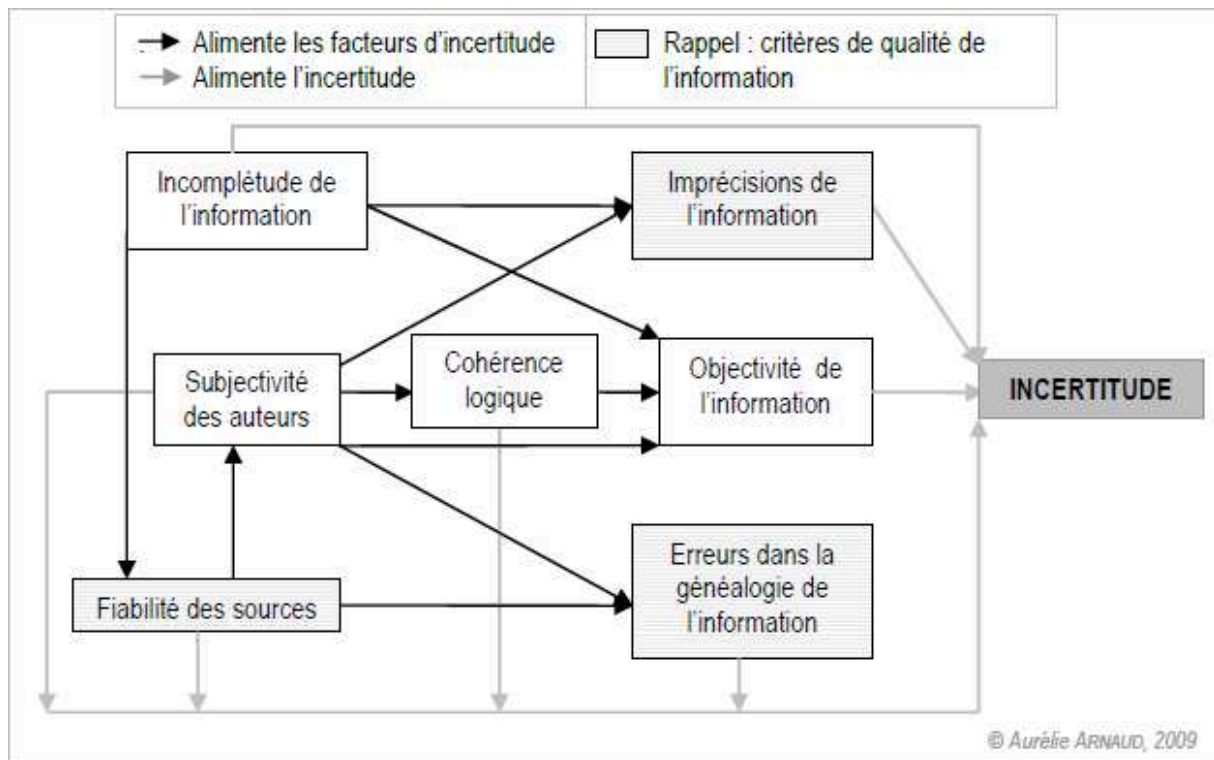 Alimente les facteurs d'incertitude
Alimente l'incertitude
Rappel : critères de qualité de
l'information
Incomplétude de
l'information
Imprécisions de
l'information
Subjectivité
des auteurs
Cohérence
logique
Objectivité de
l'information
INCERTITUDE
Fiabilité des sources
Erreurs dans la
généalogie de
l'information
© Aurélie ARNAUD, 2009